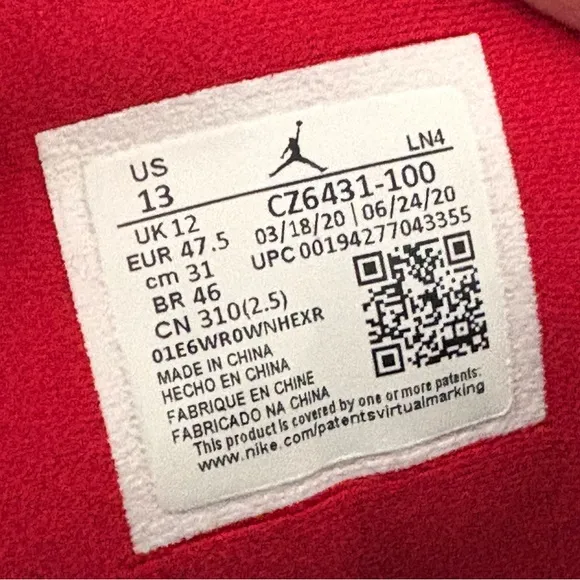 US
LN4
13
CZ6431-100
UK 12
03/18/20 | 06/24/20
EUR 47.5
UPC 00194277043355
cm 31
BR 46
CN 310(2.5)
01E6WR0WNHEXR
MADE IN CHINA
HECHO EN CHINA
FABRIQUE EN CHINE
FABRICADO NA CHINA
This product is covered by one or more patents:
www.nike.com/patentsvirtualmarking